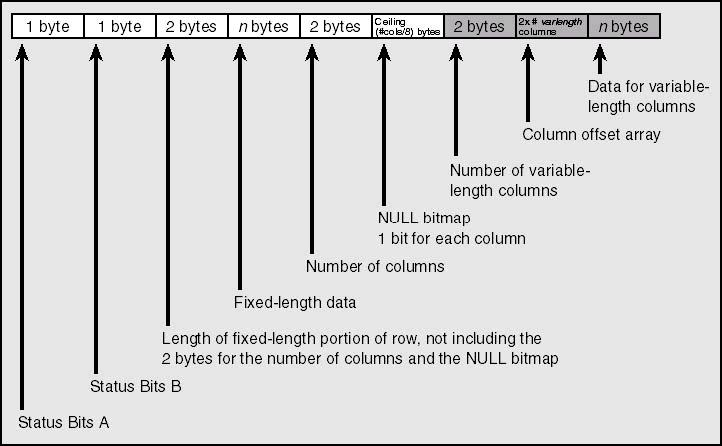 1 byte 1 byte 2 bytes n bytes 2 bytes Ceiling (#cols/8) bytes 2 bytes 2x # varlength columns n bytes
Data for variable-
length columns
Column offset array
Number of variable-
length columns
NULL bitmap
1 bit for each column
Number of columns
Fixed-length data
Length of fixed-length portion of row, not including the
2 bytes for the number of columns and the NULL bitmap
Status Bits B
Status Bits A